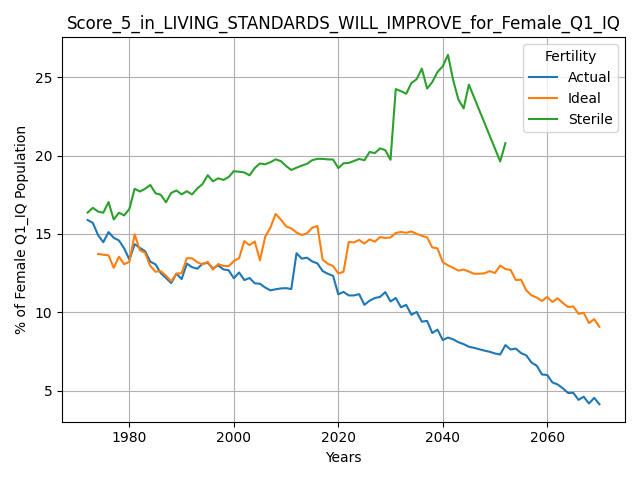 Score_5_in_LIVING_STANDARDS_WILL_IMPROVE_for_Female_Q1_IQ
Fertility
Actual
Ideal
Sterile
% of Female Q1_IQ Population
25
20
15
10
5
1980 2000 2020 2040 2060
Years